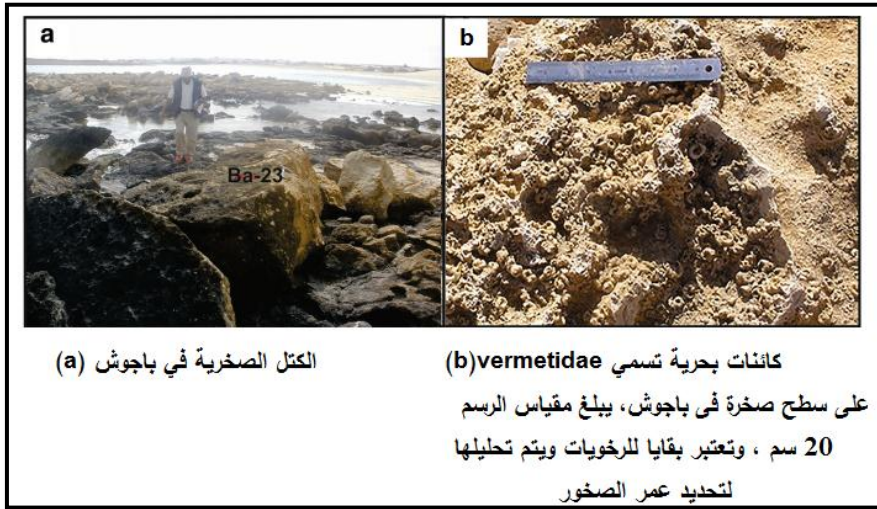 a
b
Ba-23
(a) الكتل الصخرية في باجوش
(b)vermetidae كائنات بحرية تسمي
على سطح صخرة فى باجوش، يبلغ مقياس الرسم
20 سم ، وتعتبر بقايا للرخويات ويتم تحليلها
لتحديد عمر الصخور